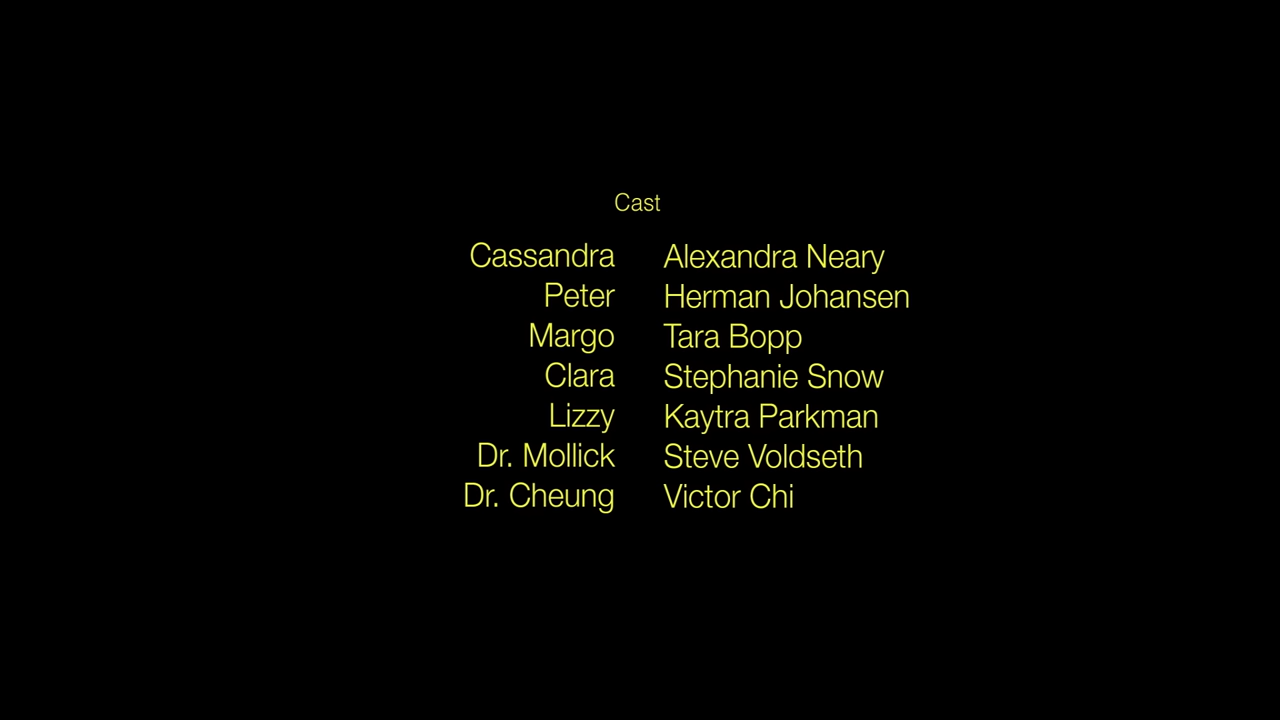 Cast
Cassandra Alexandra Neary
Peter Herman Johansen
Margo Tara Bopp
Clara Stephanie Snow
Lizzy Kaytra Parkman
Dr. Mollick Steve Voldseth
Dr. Cheung Victor Chi